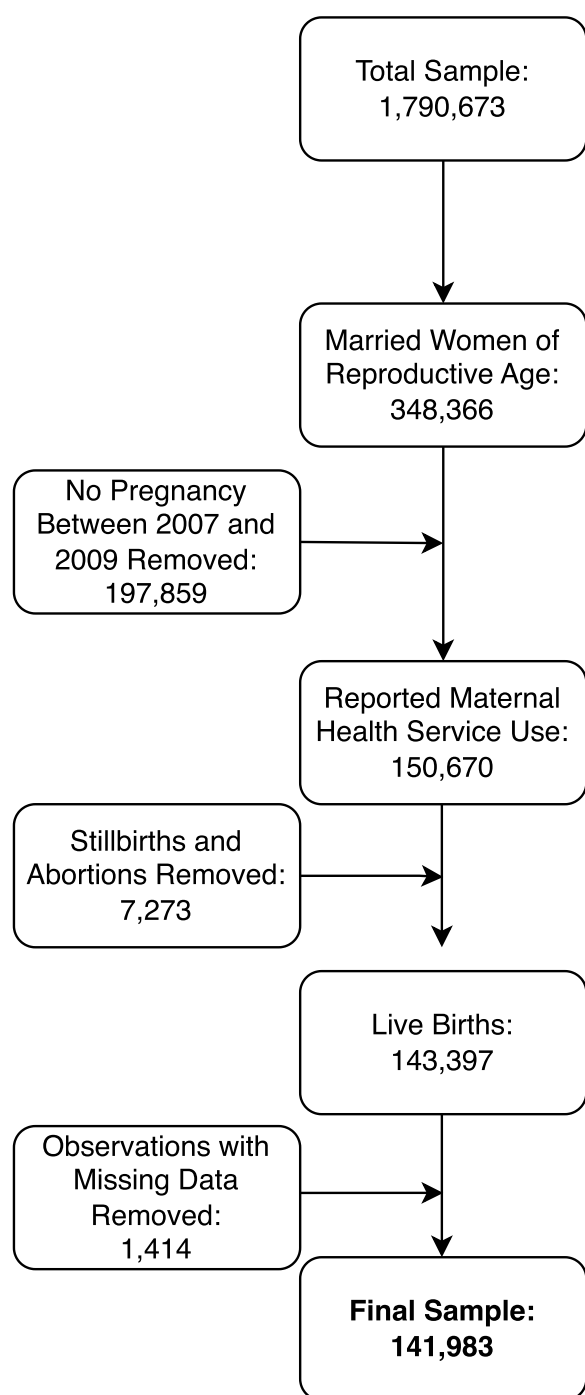 Total Sample:
1,790,673
Married Women of
Reproductive Age:
348,366
No Pregnancy
Between 2007 and
2009 Removed:
197,859
Reported Maternal
Health Service Use:
150,670
Stillbirths and
Abortions Removed:
7,273
Live Births:
143,397
Observations with
Missing Data
Removed:
1,414
Final Sample:
141,983